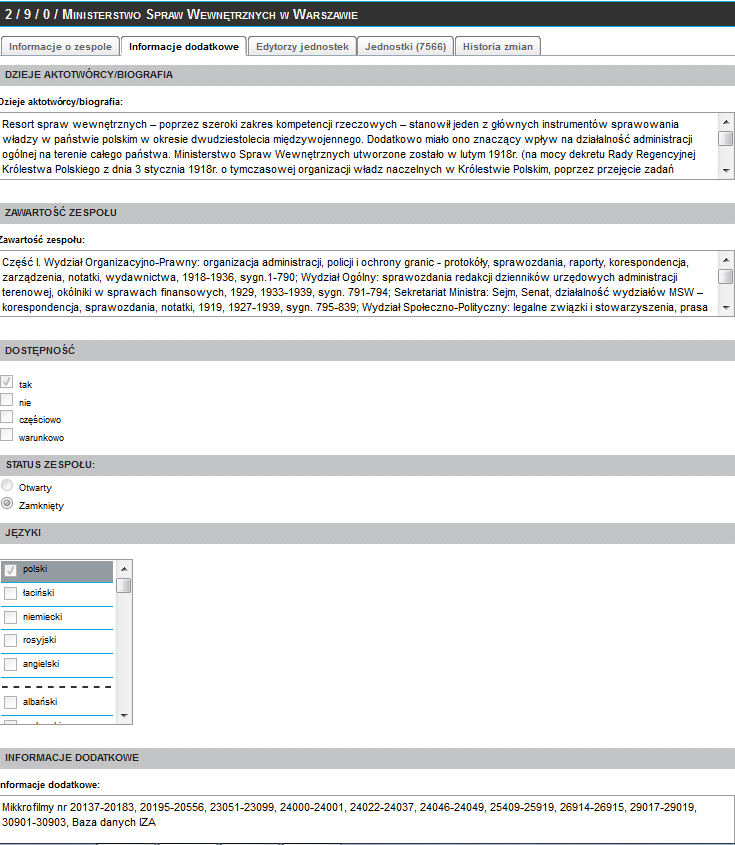 2 / 9 / 0 / Ministerstwo Spraw Wewnętrznych w Warszawie
Informacje o zespole
Informacje dodatkowe
Edytorzy jednostek
Jednostki (7566)
Historia zmian
DZIEJE AKTOTWÓRCY/BIOGRAFIA
Dzieje aktotwórcy/biografia:
Resort spraw wewnętrznych – poprzez szeroki zakres kompetencji rzeczowych – stanowił jeden z głównych instrumentów sprawowania
władzy w państwie polskim w okresie dwudziestolecia międzywojennego. Dodatkowo miało ono znaczący wpływ na działalność administracji
ogólnej na terenie całego państwa. Ministerstwo Spraw Wewnętrznych utworzone zostało w lutym 1918r. (na mocy dekretu Rady Regencyjnej
Królestwa Polskiego z dnia 3 stycznia 1918r. o tymczasowej organizacji władz naczelnych w Królestwie Polskim, poprzez przejęcie zadań
ZAWARTOŚĆ ZESPOŁU
Zawartość zespołu:
Część I. Wydział Organizacyjno-Prawny: organizacja administracji, policji i ochrony granic - protokóły, sprawozdania, raporty, korespondencja,
zarządzenia, notatki, wydawnictwa, 1918-1936, sygn.1-790; Wydział Ogólny: sprawozdania redakcji dzienników urzędowych administracji
terenowej, okólniki w sprawach finansowych, 1929, 1933-1939, sygn. 791-794; Sekretariat Ministra: Sejm, Senat, działalność wydziałów MSW –
korespondencja, sprawozdania, notatki, 1919, 1927-1939, sygn. 795-839; Wydział Społeczno-Polityczny: legalne związki i stowarzyszenia, prasa
DOSTĘPNOŚĆ
tak
nie
częściowo
warunkowo
STATUS ZESPOŁU:
Otwarty
Zamknięty
JĘZYKI
polski
łaciński
niemiecki
rosyjski
angielski
albański
INFORMACJE DODATKOWE
nformacje dodatkowe:
Mikkrofilmy nr 20137-20183, 20195-20556, 23051-23099, 24000-24001, 24022-24037, 24046-24049, 25409-25919, 26914-26915, 29017-29019,
30901-30903, Baza danych IZA